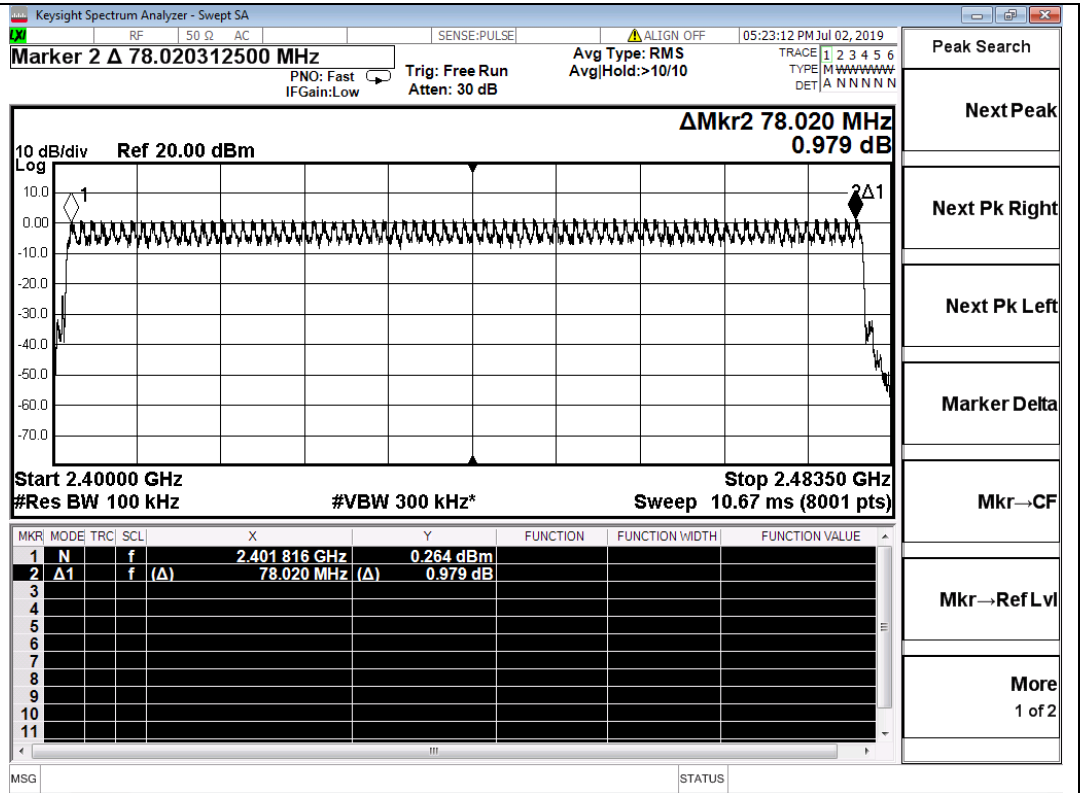 Keysight Spectrum Analyzer - Swept SA
LXI RF 50 Ω AC SENSE:PULSE ALIGN OFF 05:23:12 PM Jul 02, 2019
Marker 2 Δ 78.020312500 MHz
PNO: Fast
IFGain:Low
Trig: Free Run
Atten: 30 dB
Avg Type: RMS
Avg|Hold:>10/10
TRACE 1 2 3 4 5 6
TYPE M WWWWW
DET A N N N N N
ΔMkr2 78.020 MHz
0.979 dB
10 dB/div Ref 20.00 dBm
Log
10.0
0.00
-10.0
-20.0
-30.0
-40.0
-50.0
-60.0
-70.0
1
2Δ1
Start 2.40000 GHz Stop 2.48350 GHz
#Res BW 100 kHz #VBW 300 kHz* Sweep 10.67 ms (8001 pts)
MKR MODE TRC SCL X Y FUNCTION FUNCTION WIDTH FUNCTION VALUE
1 N f 2.401 816 GHz 0.264 dBm
2 Δ1 f (Δ) 78.020 MHz (Δ) 0.979 dB
3
4
5
6
7
8
9
10
11
MSG STATUS
Peak Search
Next Peak
Next Pk Right
Next Pk Left
Marker Delta
Mkr→CF
Mkr→Ref Lvl
More
1 of 2